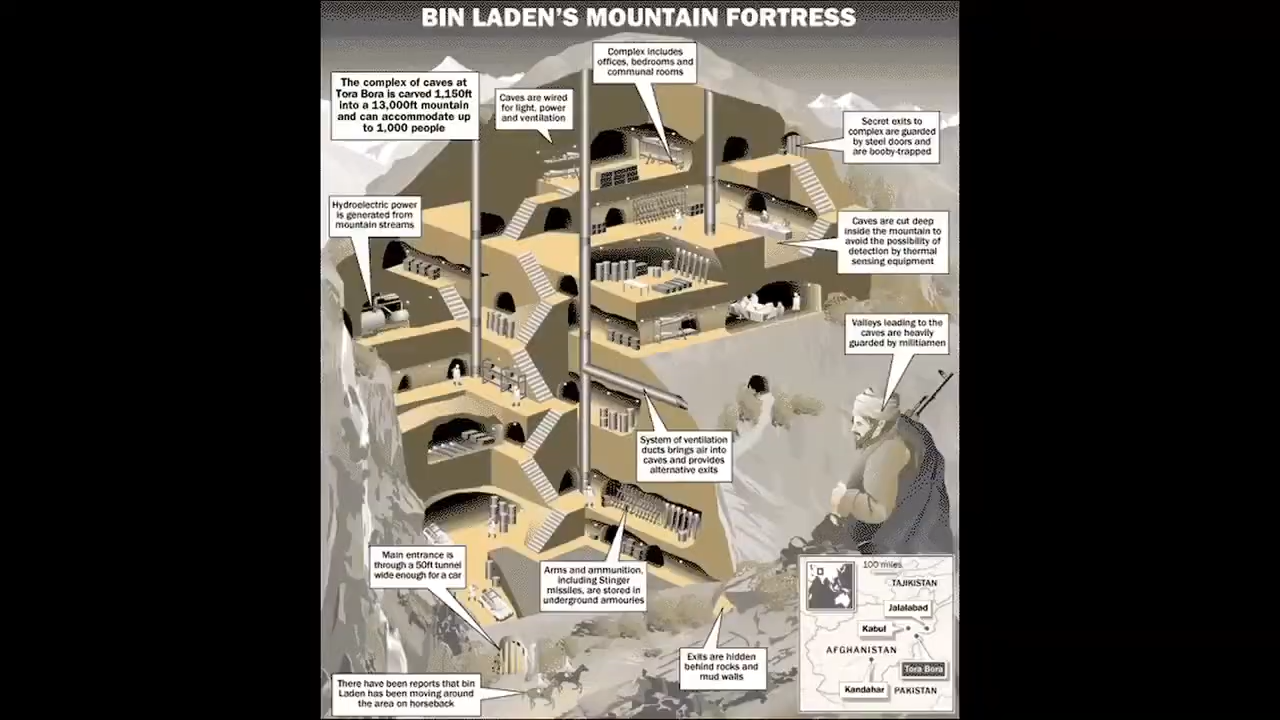 BIN LADEN'S MOUNTAIN FORTRESS
Complex includes
offices, bedrooms and
communal rooms
The complex of caves at
Tora Bora is carved 1,150ft
into a 13,000ft mountain
and can accommodate up
to 1,000 people
Caves are wired
for light, power
and ventilation
Secret exits to
complex are guarded
by steel doors and
are booby-trapped
Hydroelectric power
is generated from
mountain streams
Caves are cut deep
inside the mountain to
avoid the possibility of
detection by thermal
sensing equipment
Valleys leading to the
caves are heavily
guarded by militiamen
System of ventilation
ducts brings air into
caves and provides
alternative exits
Main entrance is
through a 50ft tunnel
wide enough for a car
Arms and ammunition,
including Stinger
missiles, are stored in
underground armouries
Exits are hidden
behind rocks and
mud walls
There have been reports that bin
Laden has been moving around
the area on horseback
100 miles
TAJIKISTAN
Jalalabad
Kabul
AFGHANISTAN
Tora Bora
Kandahar
PAKISTAN